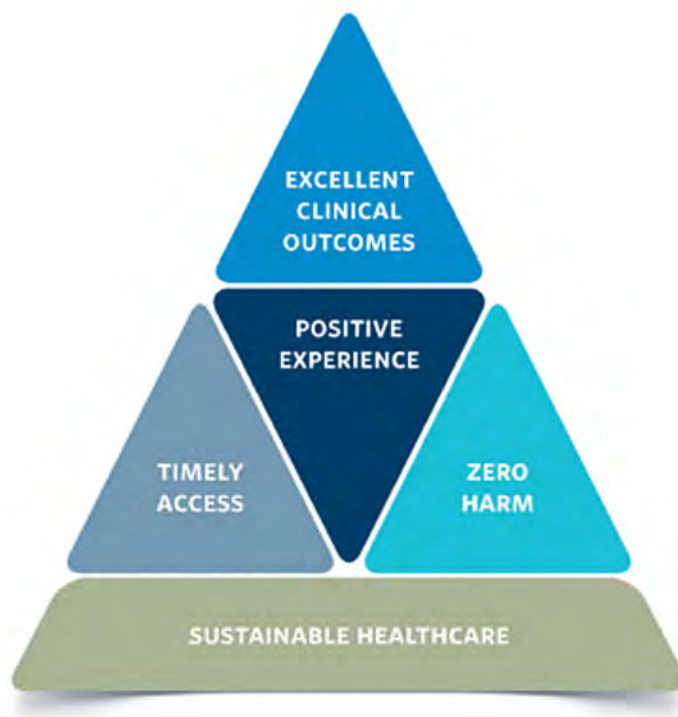 EXCELLENT
CLINICAL
OUTCOMES
POSITIVE
EXPERIENCE
TIMELY
ACCESS
ZERO
HARM
SUSTAINABLE HEALTHCARE